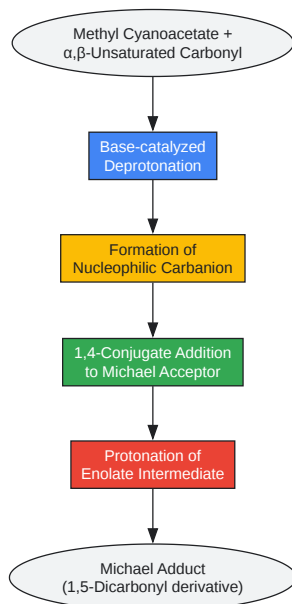 Methyl Cyanoacetate +
α,β-Unsaturated Carbonyl
Base-catalyzed
Deprotonation
Formation of
Nucleophilic Carbanion
1,4-Conjugate Addition
to Michael Acceptor
Protonation of
Enolate Intermediate
Michael Adduct
(1,5-Dicarbonyl derivative)